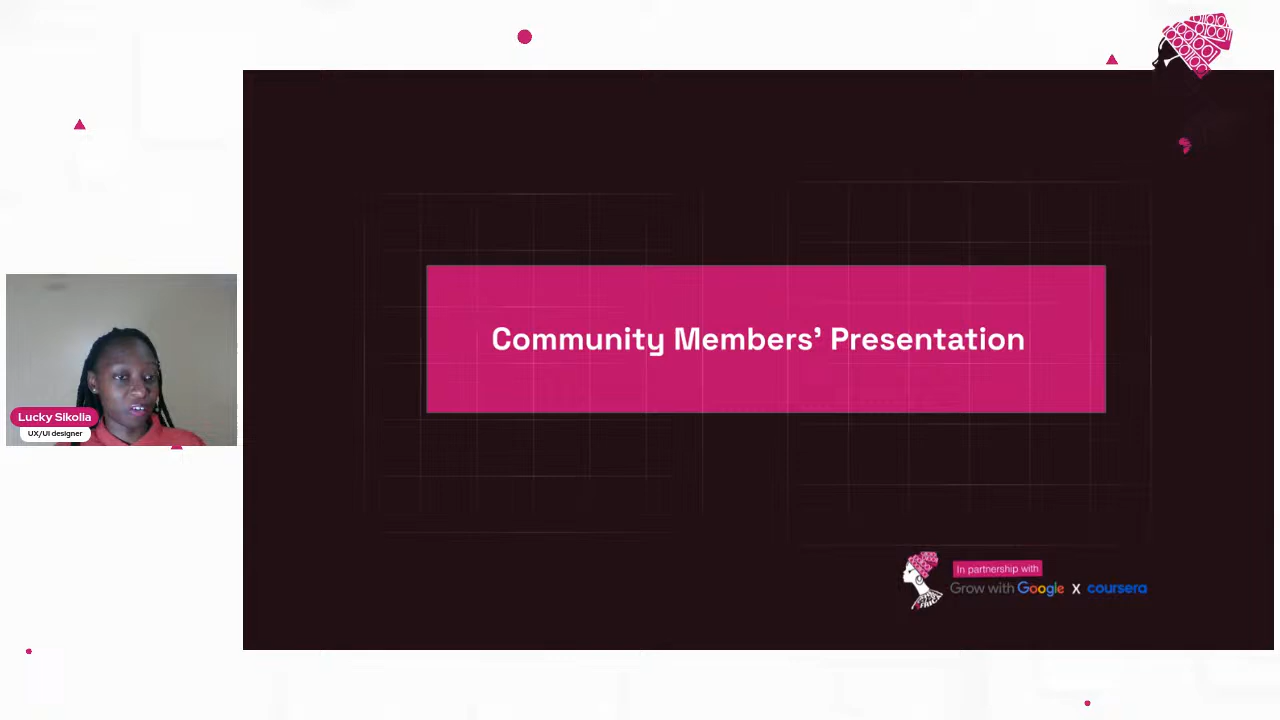 Community Members’ Presentation
Lucky Sikolia
UX/UI designer
In partnership with
Grow with Google X coursera